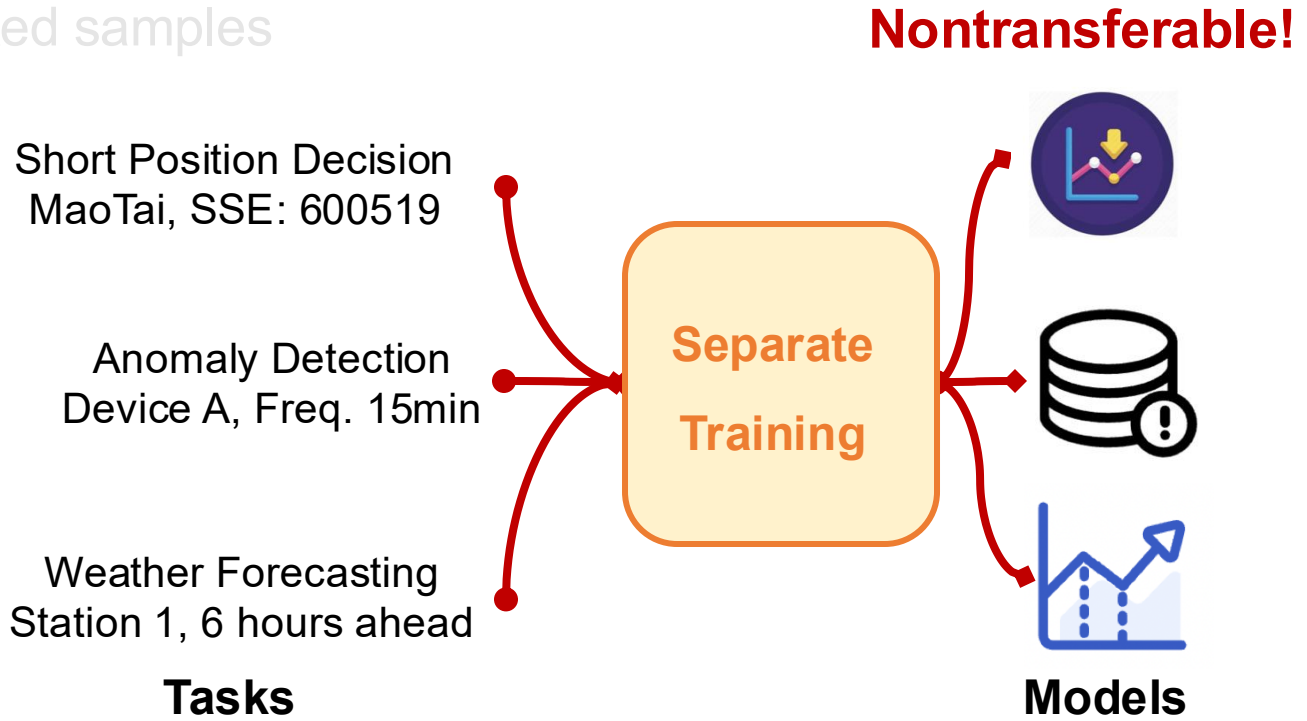 ed samples
Nontransferable!
Short Position Decision
MaoTai, SSE: 600519
Anomaly Detection
Device A, Freq. 15min
Weather Forecasting
Station 1, 6 hours ahead
Separate
Training
Tasks
Models